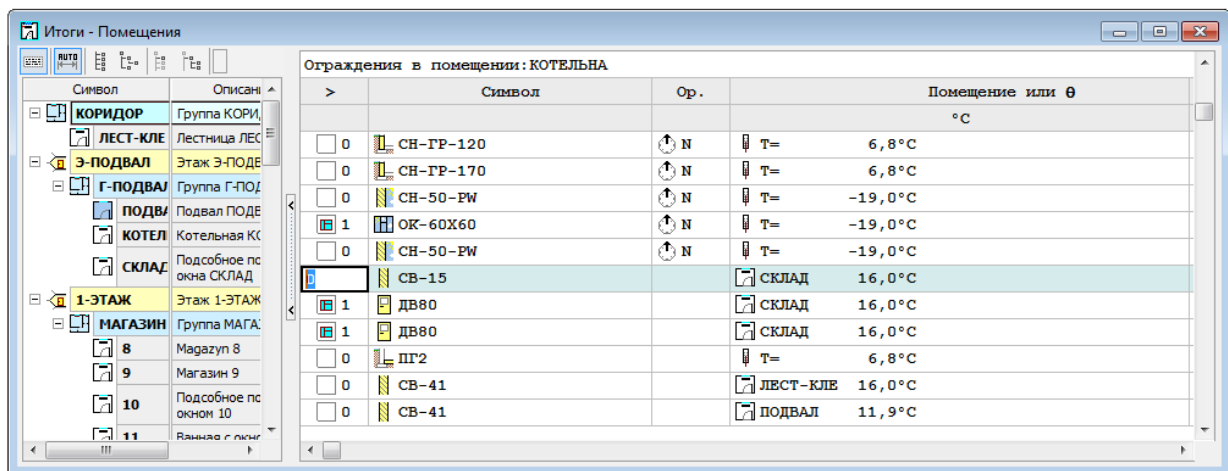 Итоги - Помещения
AUTO
Символ Описан
КОРИДОР Группа КОРИ,
ЛЕСТ-КЛЕ Лестница ЛЕС
Э-ПОДВАЛ Этаж Э-ПОДВ
Г-ПОДВАЛ Группа Г-ПОД
ПОДВА Подвал ПОДВ
КОТЕЛ Котельная КО
СКЛАД Подсобное по
окна СКЛАД
1-ЭТАЖ Этаж 1-ЭТАЖ
МАГАЗИН Группа МАГАЗ
8 Magazyn 8
9 Магазин 9
10 Подсобное по
окном 10
11 Ванная с окно
Ограждения в помещении:КОТЕЛЬНА
> Символ Ор. Помещение или θ
°C
0 СН-ГР-120 N T= 6,8°C
0 СН-ГР-170 N T= 6,8°C
0 СН-50-PW N T= -19,0°C
1 ОК-60X60 N T= -19,0°C
0 СН-50-PW N T= -19,0°C
СВ-15 СКЛАД 16,0°C
1 ДВ80 СКЛАД 16,0°C
1 ДВ80 СКЛАД 16,0°C
0 ПГ2 T= 6,8°C
0 СВ-41 ЛЕСТ-КЛЕ 16,0°C
0 СВ-41 ПОДВАЛ 11,9°C